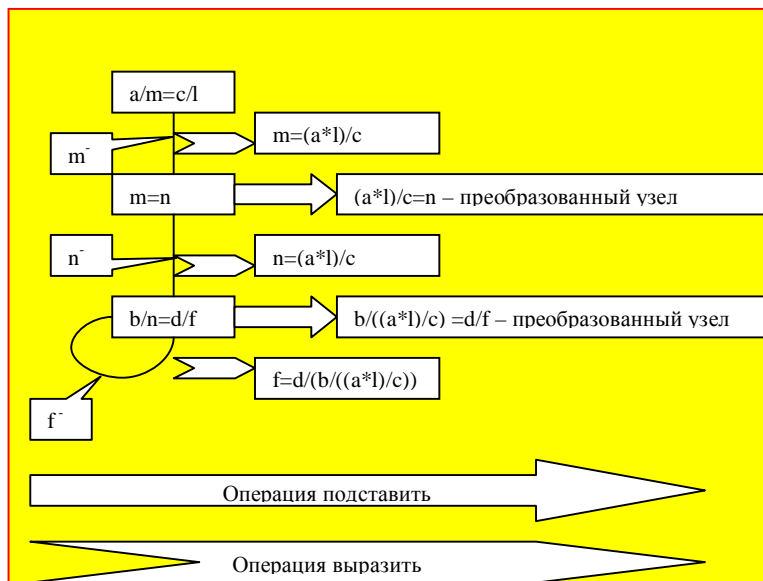 a/m=c/l
m=(a*l)/c
m-
m=n
(a*l)/c=n – преобразованный узел
n-
n=(a*l)/c
b/n=d/f
b/((a*l)/c) =d/f – преобразованный узел
f=d/(b/((a*l)/c))
f-
Операция подставить
Операция выразить